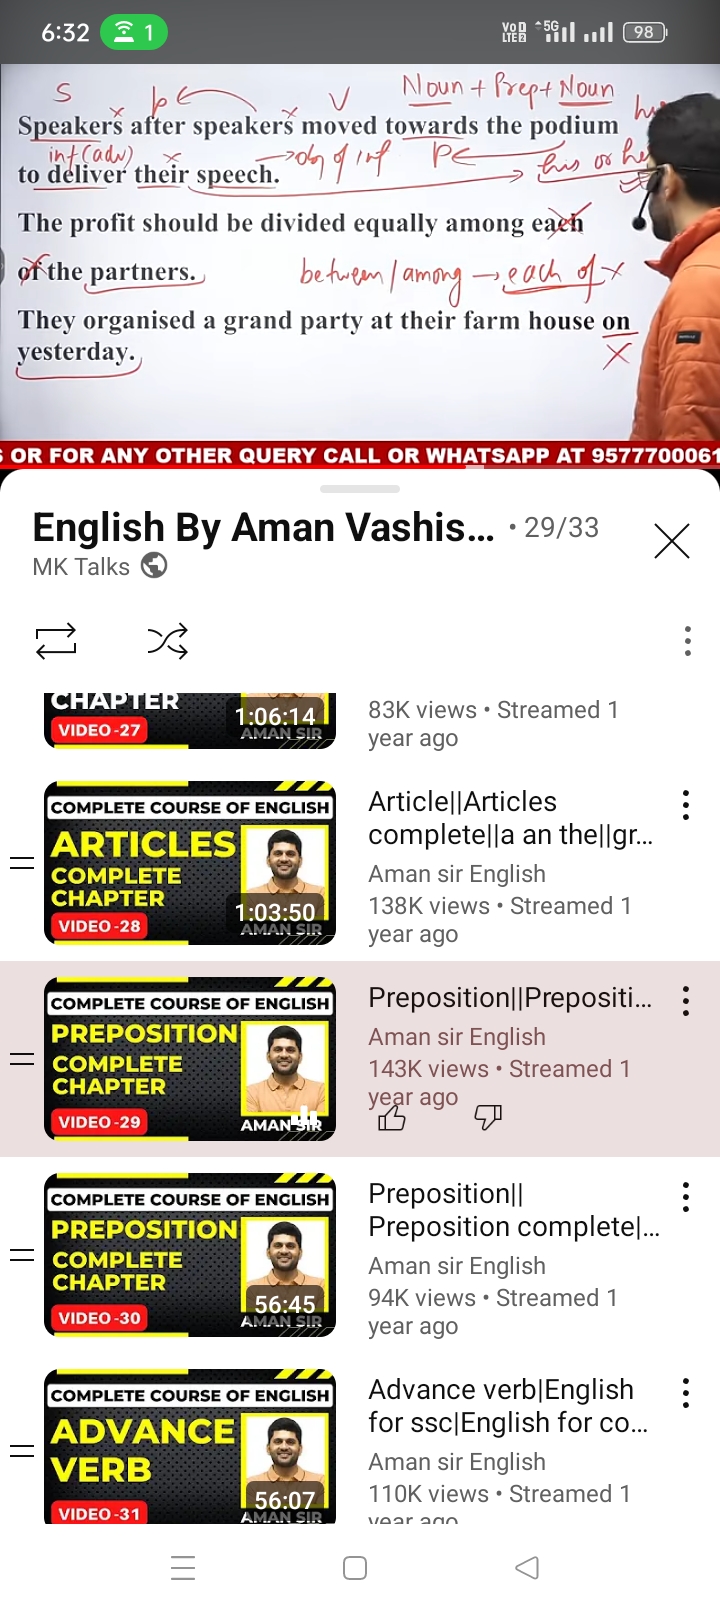 6:32 1 VoD LTE2 5G 98
S P V Noun + Prep + Noun
Speakers after speakers moved towards the podium
int (adv) obj of inf his or he
to deliver their speech.
The profit should be divided equally among each
of the partners. between / among → each of x
They organised a grand party at their farm house on
yesterday.
S OR FOR ANY OTHER QUERY CALL OR WHATSAPP AT 9577700061
English By Aman Vashis... • 29/33
MK Talks
CHAPTER
VIDEO-27
1:06:14
AMAN SIR
83K views • Streamed 1
year ago
COMPLETE COURSE OF ENGLISH
ARTICLES
COMPLETE
CHAPTER
VIDEO-28
1:03:50
AMAN SIR
Article||Articles
complete||a an the||gr...
Aman sir English
138K views • Streamed 1
year ago
COMPLETE COURSE OF ENGLISH
PREPOSITION
COMPLETE
CHAPTER
VIDEO-29
AMAN SIR
Preposition||Prepositi...
Aman sir English
143K views • Streamed 1
year ago
COMPLETE COURSE OF ENGLISH
PREPOSITION
COMPLETE
CHAPTER
VIDEO-30
56:45
AMAN SIR
Preposition||
Preposition complete|...
Aman sir English
94K views • Streamed 1
year ago
COMPLETE COURSE OF ENGLISH
ADVANCE
VERB
VIDEO-31
56:07
AMAN SIR
Advance verb|English
for ssc|English for co...
Aman sir English
110K views • Streamed 1
year ago